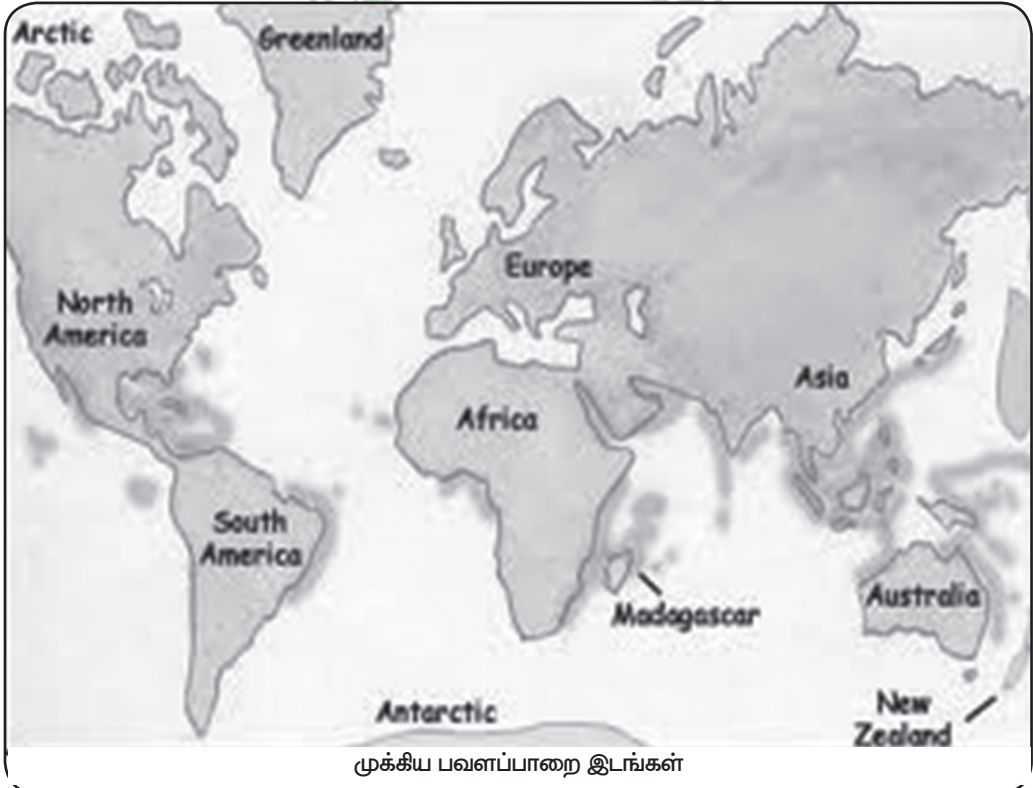 Arctic
Greenland
Europe
North
America
Asia
Africa
South
America
Madagascar
Australia
Antarctic
New
Zealand
முக்கிய பவளப்பாறை இடங்கள்